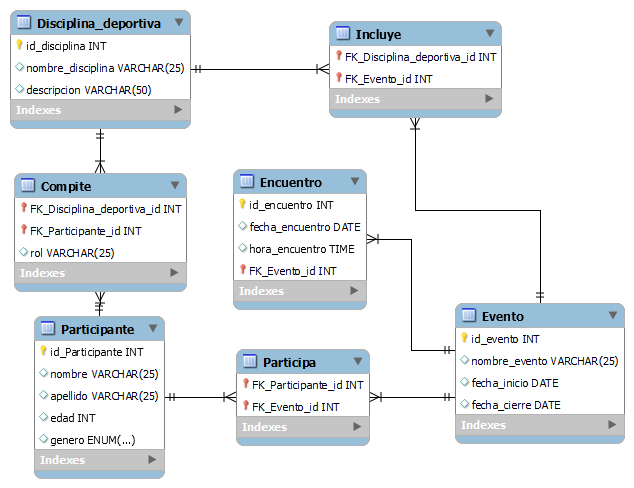 Disciplina_deportiva
id_disciplina INT
nombre_disciplina VARCHAR(25)
descripcion VARCHAR(50)
Indexes
Incluye
FK_Disciplina_deportiva_id INT
FK_Evento_id INT
Indexes
Compite
FK_Disciplina_deportiva_id INT
FK_Participante_id INT
rol VARCHAR(25)
Indexes
Encuentro
id_encuentro INT
fecha_encuentro DATE
hora_encuentro TIME
FK_Evento_id INT
Indexes
Evento
id_evento INT
nombre_evento VARCHAR(25)
fecha_inicio DATE
fecha_cierre DATE
Indexes
Participante
id_Participante INT
nombre VARCHAR(25)
apellido VARCHAR(25)
edad INT
genero ENUM(...)
Indexes
Participa
FK_Participante_id INT
FK_Evento_id INT
Indexes